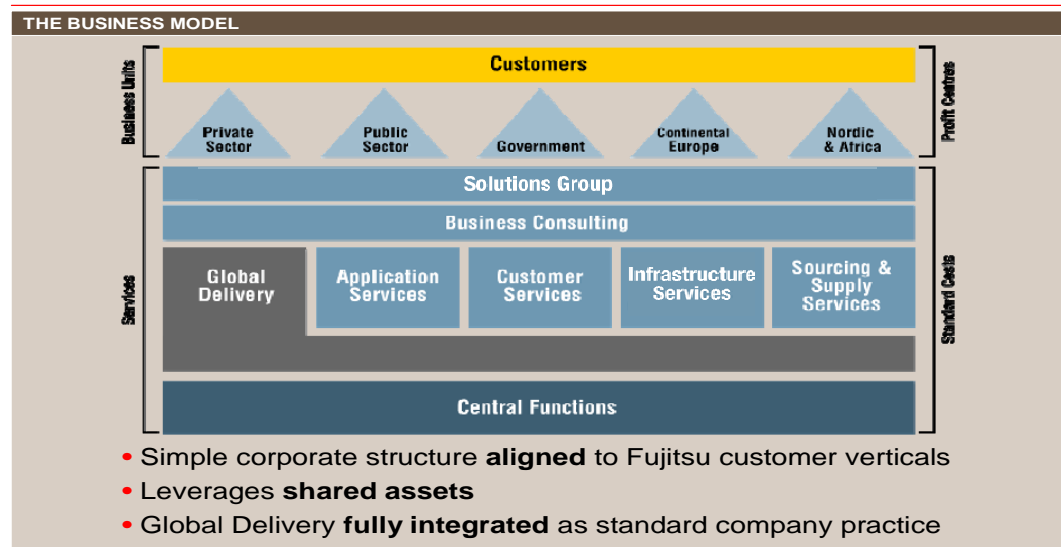 THE BUSINESS MODEL
Business Units
Customers
Profit Centres
Private
Sector
Public
Sector
Government
Continental
Europe
Nordic
& Africa
Services
Solutions Group
Standard Costs
Business Consulting
Global
Delivery
Application
Services
Customer
Services
Infrastructure
Services
Sourcing &
Supply
Services
Central Functions
• Simple corporate structure aligned to Fujitsu customer verticals
• Leverages shared assets
• Global Delivery fully integrated as standard company practice